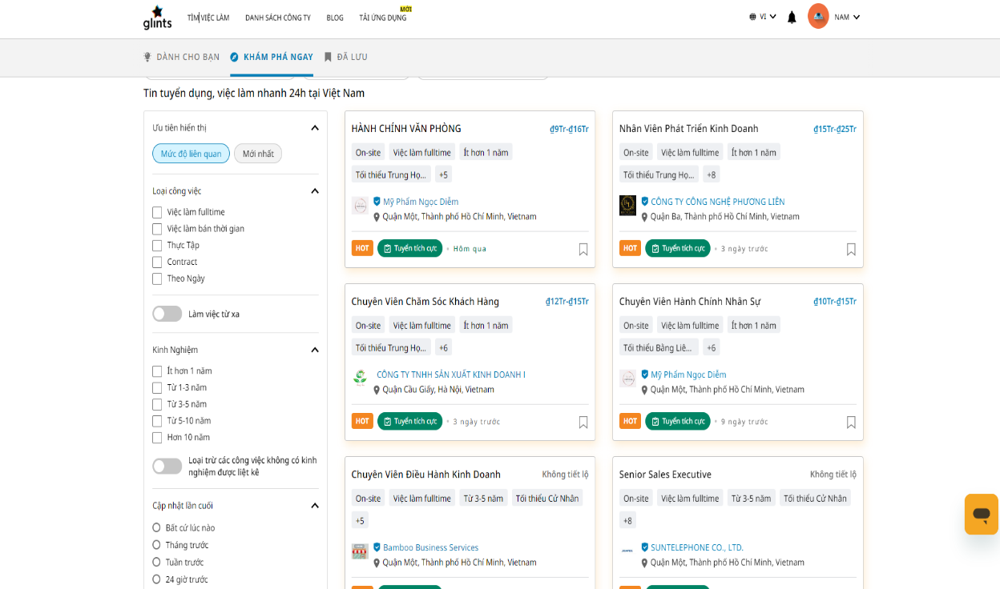 glints
TÌM VIỆC LÀM
DANH SÁCH CÔNG TY
BLOG
TẢI ỨNG DỤNG
MỚI
VI
NAM
DÀNH CHO BẠN
KHÁM PHÁ NGAY
ĐÃ LƯU
Tin tuyển dụng, việc làm nhanh 24h tại Việt Nam
Ưu tiên hiển thị
Mức độ liên quan
Mới nhất
Loại công việc
Việc làm fulltime
Việc làm bán thời gian
Thực Tập
Contract
Theo Ngày
Làm việc từ xa
Kinh Nghiệm
Ít hơn 1 năm
Từ 1-3 năm
Từ 3-5 năm
Từ 5-10 năm
Hơn 10 năm
Loại trừ các công việc không có kinh
nghiệm được liệt kê
Cập nhật lần cuối
Bất cứ lúc nào
Tháng trước
Tuần trước
24 giờ trước
HÀNH CHÍNH VĂN PHÒNG
₫9Tr-₫16Tr
On-site
Việc làm fulltime
Ít hơn 1 năm
Tối thiểu Trung Họ...
+5
Mỹ Phẩm Ngọc Diễm
Quận Một, Thành phố Hồ Chí Minh, Vietnam
HOT
Tuyển tích cực
• Hôm qua
Nhân Viên Phát Triển Kinh Doanh
₫15Tr-₫25Tr
On-site
Việc làm fulltime
Ít hơn 1 năm
Tối thiểu Trung Họ...
+8
CÔNG TY CÔNG NGHỆ PHƯƠNG LIÊN
Quận Ba, Thành phố Hồ Chí Minh, Vietnam
HOT
Tuyển tích cực
• 3 ngày trước
Chuyên Viên Chăm Sóc Khách Hàng
₫12Tr-₫15Tr
On-site
Việc làm fulltime
Ít hơn 1 năm
Tối thiểu Trung Họ...
+6
CÔNG TY TNHH SẢN XUẤT KINH DOANH I
Quận Cầu Giấy, Hà Nội, Vietnam
HOT
Tuyển tích cực
• 3 ngày trước
Chuyên Viên Hành Chính Nhân Sự
₫10Tr-₫15Tr
On-site
Việc làm fulltime
Ít hơn 1 năm
Tối thiểu Bằng Liê...
+6
Mỹ Phẩm Ngọc Diễm
Quận Một, Thành phố Hồ Chí Minh, Vietnam
HOT
Tuyển tích cực
• 9 ngày trước
Chuyên Viên Điều Hành Kinh Doanh
Không tiết lộ
On-site
Việc làm fulltime
Từ 3-5 năm
Tối thiểu Cử Nhân
+5
Bamboo Business Services
Quận Một, Thành phố Hồ Chí Minh, Vietnam
Senior Sales Executive
Không tiết lộ
On-site
Việc làm fulltime
Từ 3-5 năm
Tối thiểu Cử Nhân
+8
SUNTELEPHONE CO., LTD.
Quận Một, Thành phố Hồ Chí Minh, Vietnam